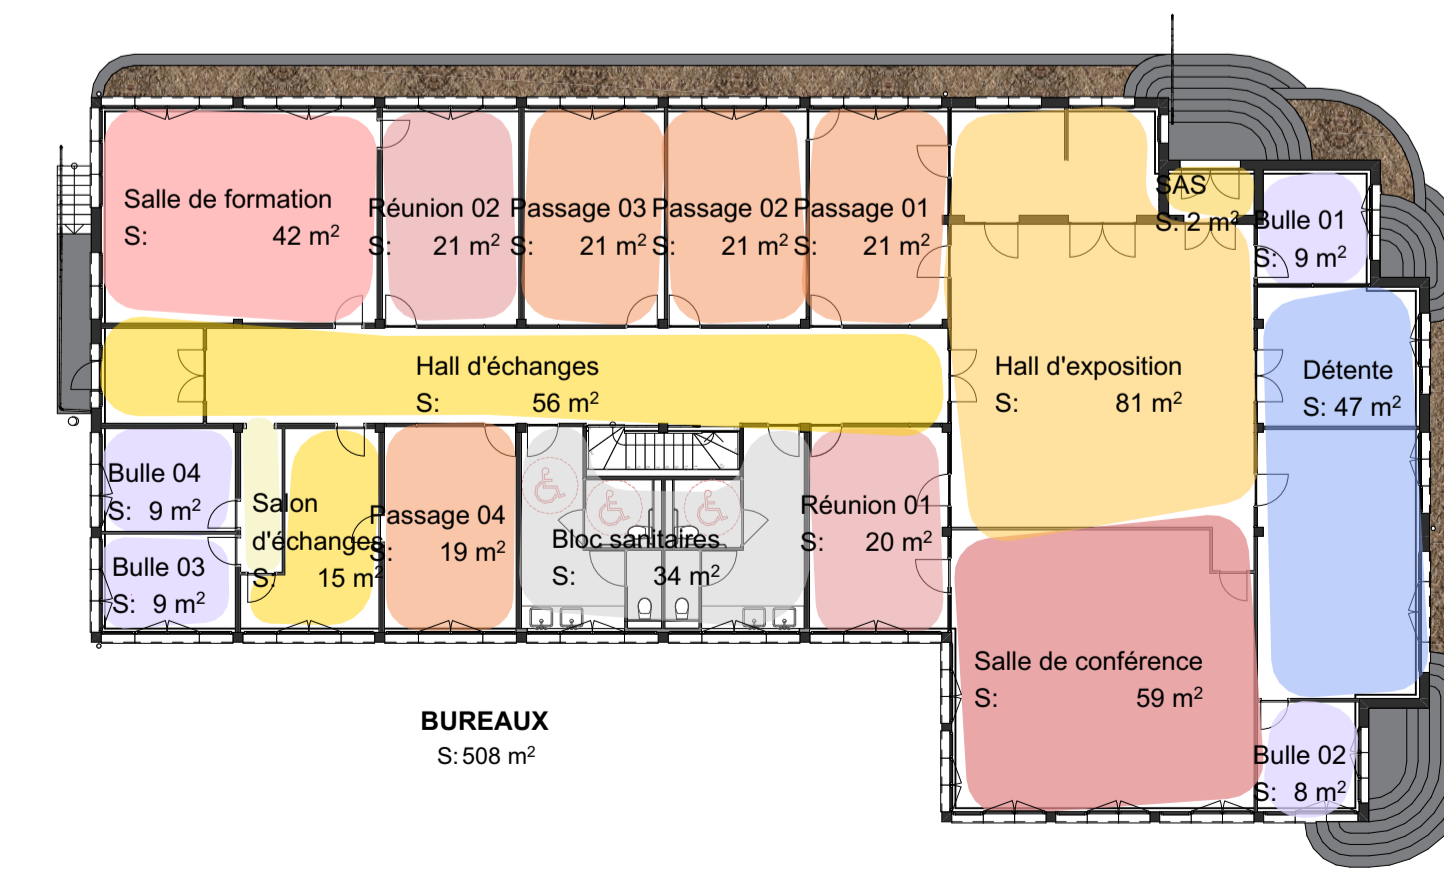 Salle de formation
S: 42 m²
Réunion 02
S: 21 m²
Passage 03
S: 21 m²
Passage 02
S: 21 m²
Passage 01
S: 21 m²
SAS
S: 2 m²
Bulle 01
S: 9 m²
Hall d'échanges
S: 56 m²
Hall d'exposition
S: 81 m²
Détente
S: 47 m²
Bulle 04
S: 9 m²
Salon
d'échanges
S: 15 m²
Passage 04
S: 19 m²
Bloc sanitaires
S: 34 m²
Réunion 01
S: 20 m²
Bulle 03
S: 9 m²
Salle de conférence
S: 59 m²
Bulle 02
S: 8 m²
BUREAUX
S: 508 m²